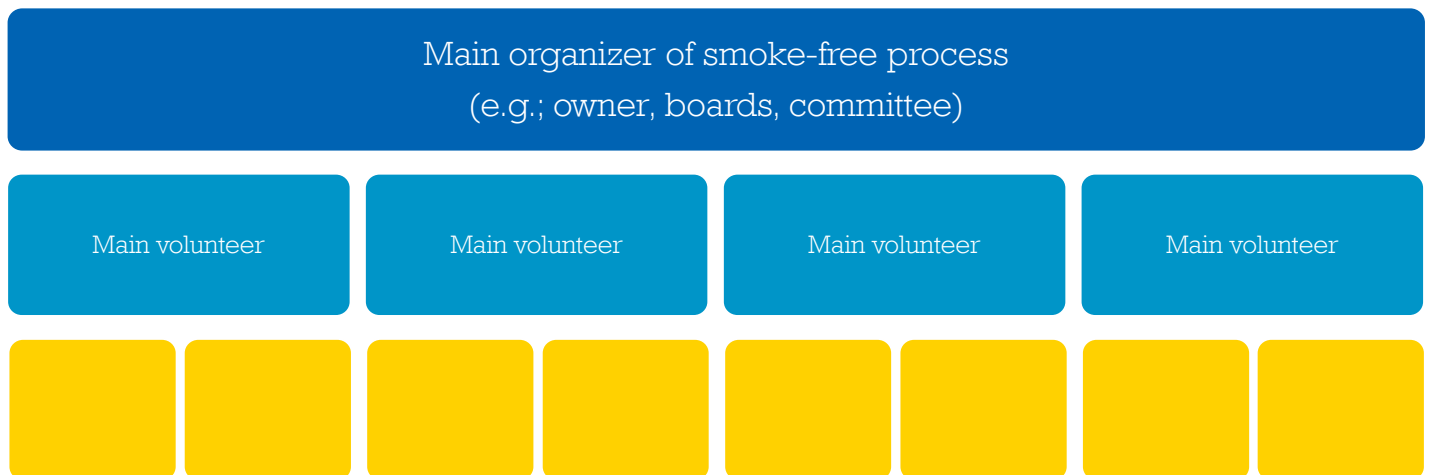 Main organizer of smoke-free process
(e.g.; owner, boards, committee)
Main volunteer
Main volunteer
Main volunteer
Main volunteer